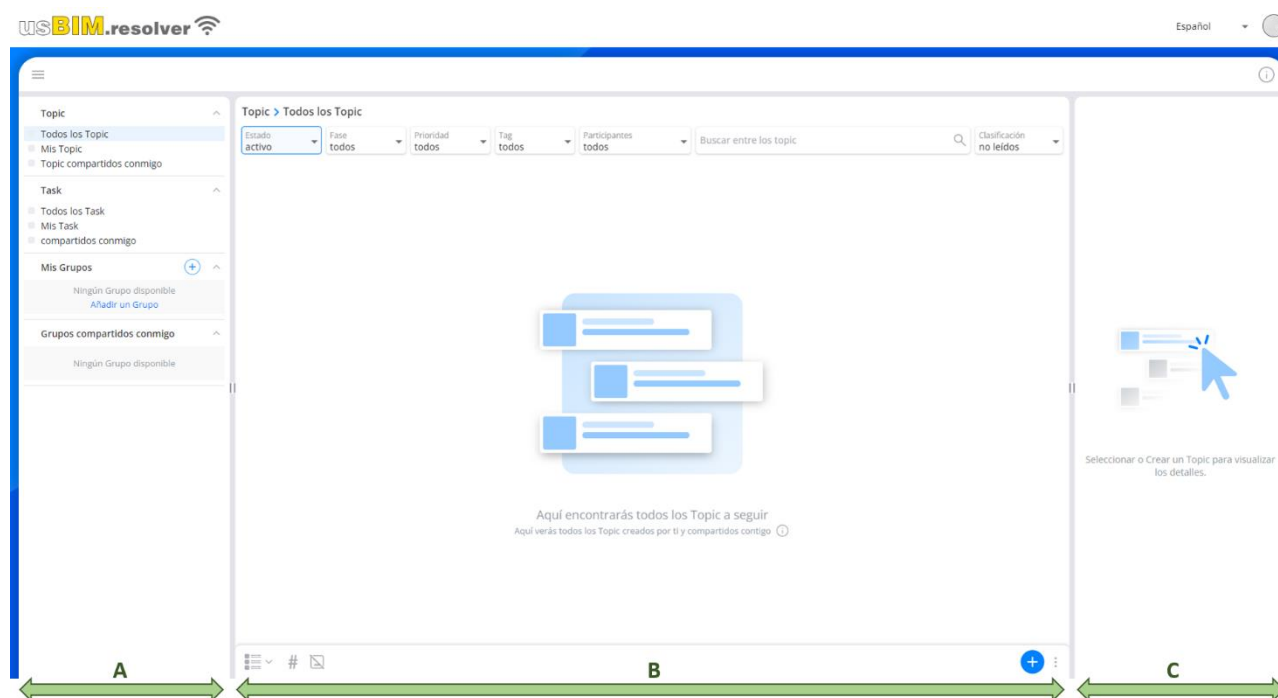 usBIM.resolver
Español
Topic
Todos los Topic
Mis Topic
Topic compartidos conmigo
Task
Todos los Task
Mis Task
compartidos conmigo
Mis Grupos
Ningún Grupo disponible
Añadir un Grupo
Grupos compartidos conmigo
Ningún Grupo disponible
Topic > Todos los Topic
Estado
activo
Fase
todos
Prioridad
todos
Tag
todos
Participantes
todos
Buscar entre los topic
Clasificación
no leídos
Aquí encontrarás todos los Topic a seguir
Aquí verás todos los Topic creados por ti y compartidos contigo
Seleccionar o Crear un Topic para visualizar
los detalles.
#
A
B
C